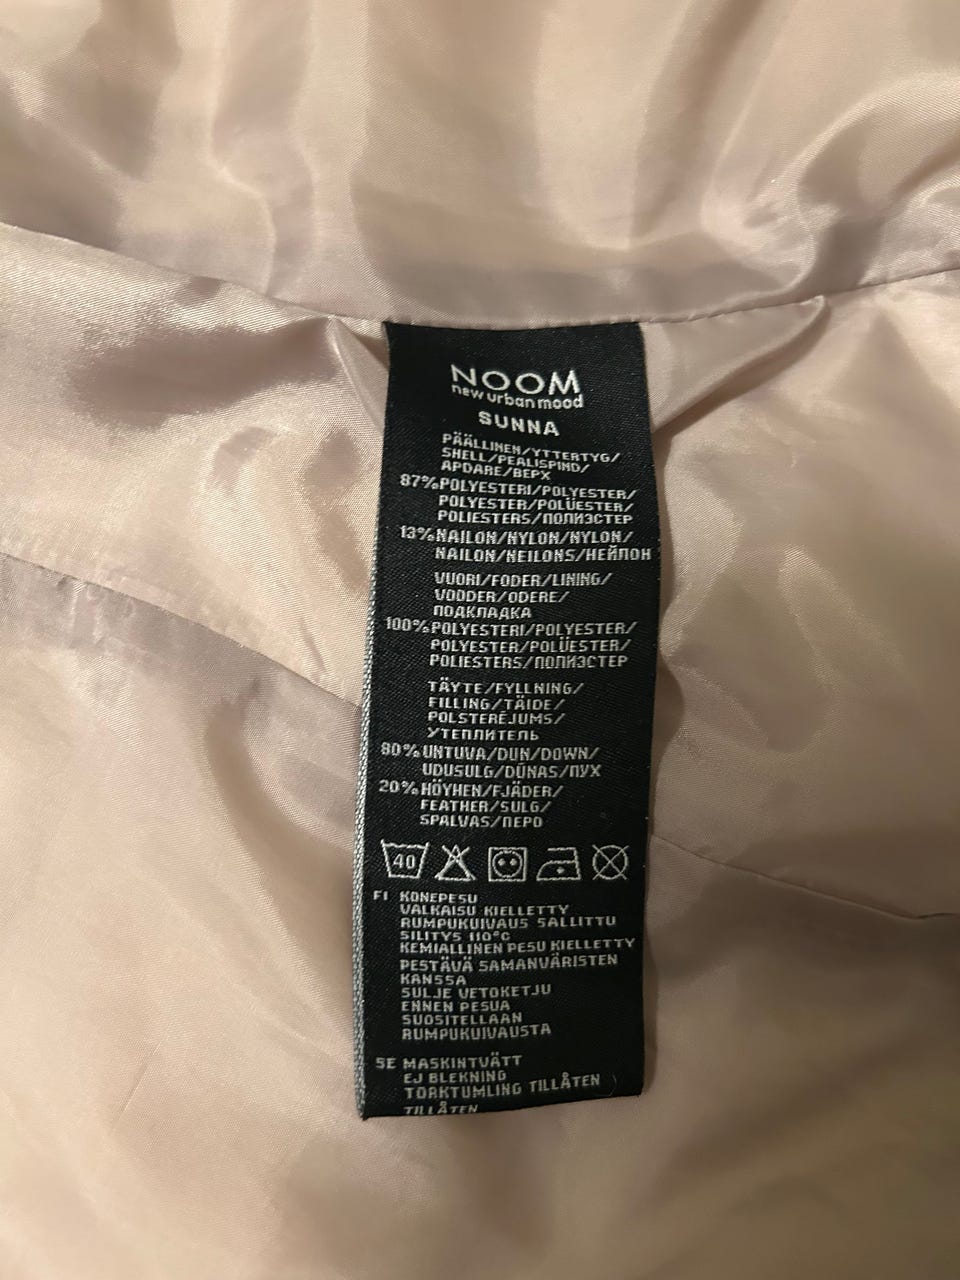 NOOM
new urban mood
SUNNA
PÄÄLLINEN/YTTERTYG/
SHELL/PEALISPIND/
APDARE/ВЕРХ
87% POLYESTERI/POLYESTER/
POLYESTER/POLÜESTER/
POLIESTERS/ПОЛИЭСТЕР
13% NAILON/NYLON/NYLON/
NAILON/NEILONS/НЕЙЛОН
VUORI/FODER/LINING/
VOODER/ODERE/
ПОДКЛАДКА
100% POLYESTERI/POLYESTER/
POLYESTER/POLÜESTER/
POLIESTERS/ПОЛИЭСТЕР
TÄYTE/FYLLNING/
FILLING/TÄIDE/
POLSTERĖJUMS/
УТЕПЛИТЕЛЬ
80% UNTUVA/DUN/DOWN/
UDUSULG/DŪNAS/ПУХ
20% HÖYHEN/FJÄDER/
FEATHER/SULG/
SPALVAS/ПЕРО
40
FI KONEPESU
VALKAISU KIELLETTY
RUMPUKUIVAUS SALLITTU
SILITYS 110°C
KEMIALLINEN PESU KIELLETTY
PESTÄVÄ SAMANVÄRISTEN
KANSSA
SULJE VETOKETJU
ENNEN PESUA
SUOSITELLAAN
RUMPUKUIVAUSTA
SE MASKINTVÄTT
EJ BLEKNING
TORKTUMLING TILLÅTEN
TILLÅTEN